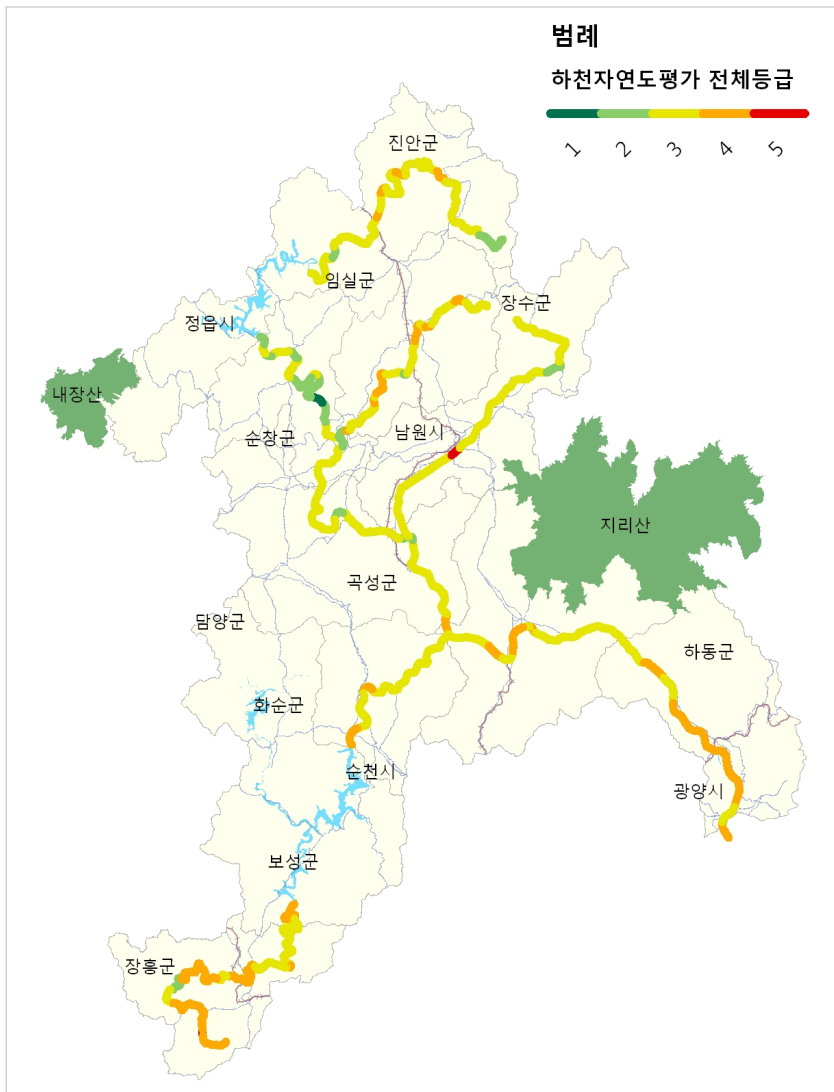 범례
하천자연도평가 전체등급
1 2 3 4 5
진안군
임실군
장수군
정읍시
내장산
남원시
순창군
지리산
곡성군
담양군
하동군
화순군
순천시
광양시
보성군
장흥군